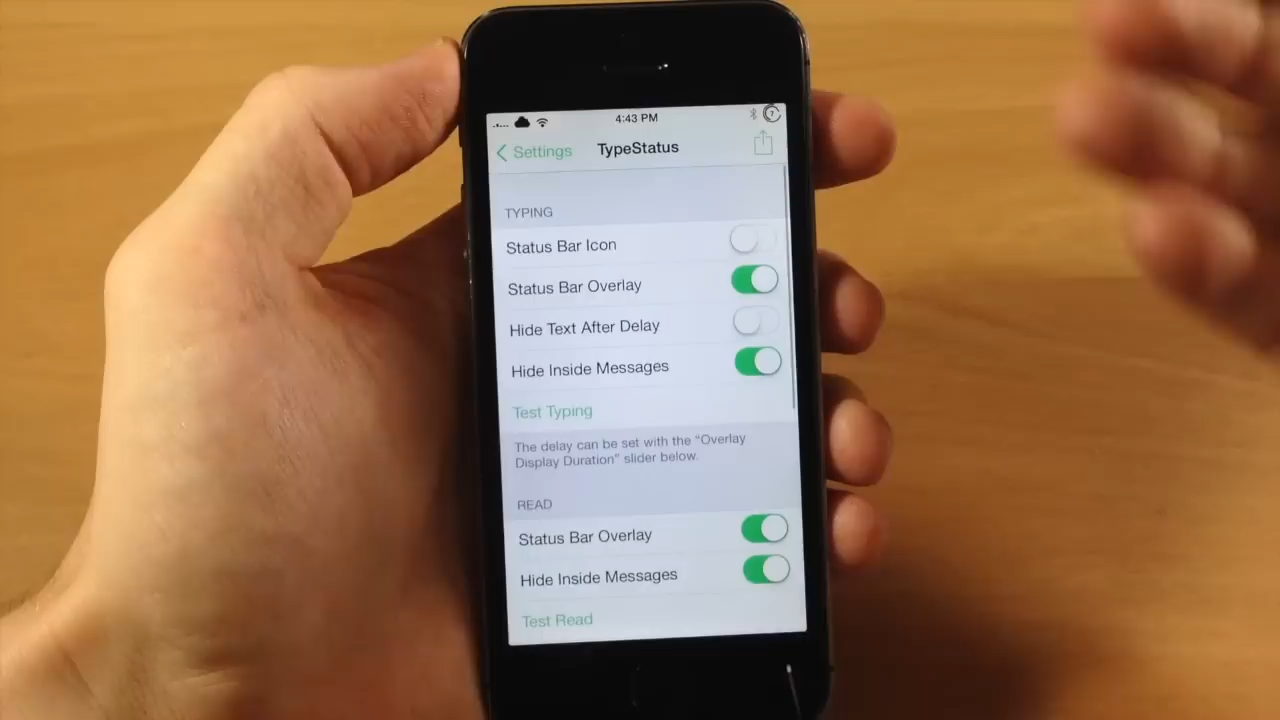 4:43 PM
Settings
TypeStatus
TYPING
Status Bar Icon
Status Bar Overlay
Hide Text After Delay
Hide Inside Messages
Test Typing
The delay can be set with the “Overlay
Display Duration” slider below.
READ
Status Bar Overlay
Hide Inside Messages
Test Read